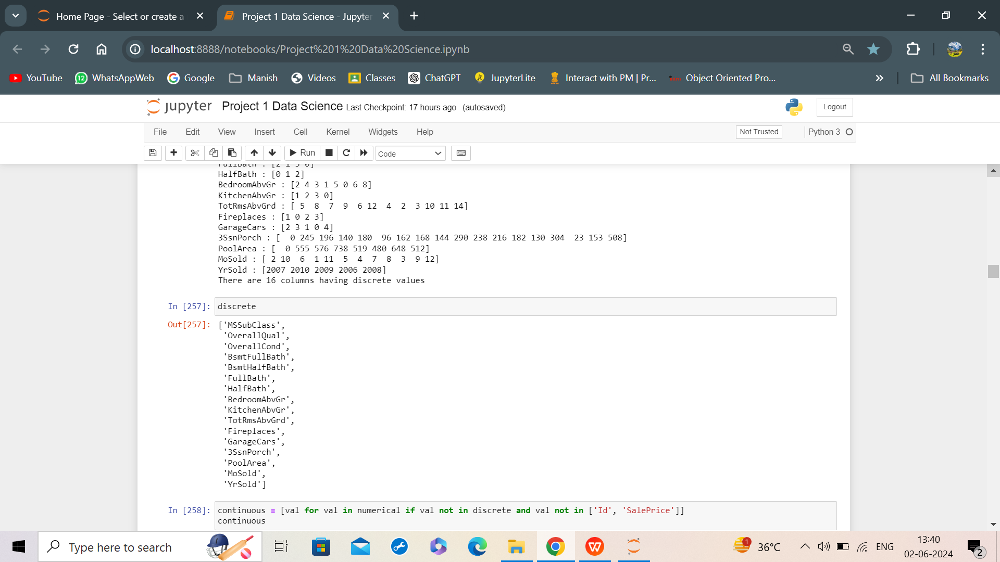 Home Page - Select or create a
Project 1 Data Science - Jupyter
localhost:8888/notebooks/Project%201%20Data%20Science.ipynb
YouTube
12
WhatsAppWeb
Google
Manish
Videos
Classes
ChatGPT
JupyterLite
Interact with PM | Pr...
Object Oriented Pro...
All Bookmarks
jupyter Project 1 Data Science Last Checkpoint: 17 hours ago (autosaved)
Logout
File Edit View Insert Cell Kernel Widgets Help
Not Trusted
Python 3
Run
Code
FullBath : [2 1 3 0]
HalfBath : [0 1 2]
BedroomAbvGr : [2 4 3 1 5 0 6 8]
KitchenAbvGr : [1 2 3 0]
TotRmsAbvGrd : [ 5  8  7  9  6 12  4  2  3 10 11 14]
Fireplaces : [1 0 2 3]
GarageCars : [2 3 1 0 4]
3SsnPorch : [  0 245 196 140 180  96 162 168 144 290 238 216 182 130 304  23 153 508]
PoolArea : [  0 555 576 738 519 480 648 512]
MoSold : [ 2 10  6  1 11  5  4  7  8  3  9 12]
YrSold : [2007 2010 2009 2006 2008]
There are 16 columns having discrete values
In [257]: discrete
Out[257]: ['MSSubClass',
'OverallQual',
'OverallCond',
'BsmtFullBath',
'BsmtHalfBath',
'FullBath',
'HalfBath',
'BedroomAbvGr',
'KitchenAbvGr',
'TotRmsAbvGrd',
'Fireplaces',
'GarageCars',
'3SsnPorch',
'PoolArea',
'MoSold',
'YrSold']
In [258]: continuous = [val for val in numerical if val not in discrete and val not in ['Id', 'SalePrice']]
continuous
Type here to search
1
36°C
ENG
13:40
02-06-2024
2